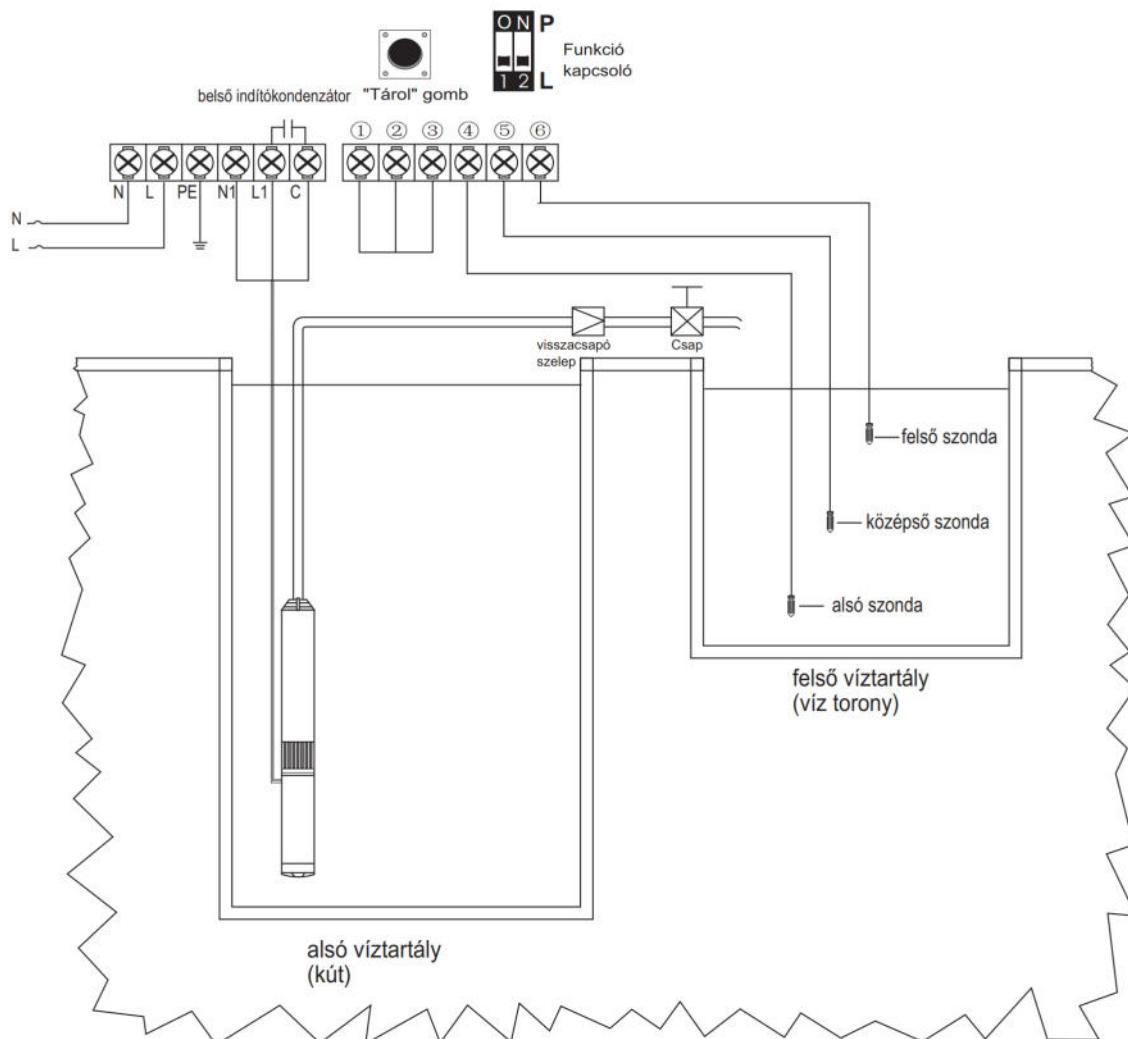 ON P
Funkció
kapcsoló
1 2 L
belső indítókondenzátor
"Tárol" gomb
① ② ③ ④ ⑤ ⑥
N L PE N1 L1 C
N
L
visszacsapó
szelep
Csap
felső szonda
középső szonda
alsó szonda
felső víztartály
(víz torony)
alsó víztartály
(kút)